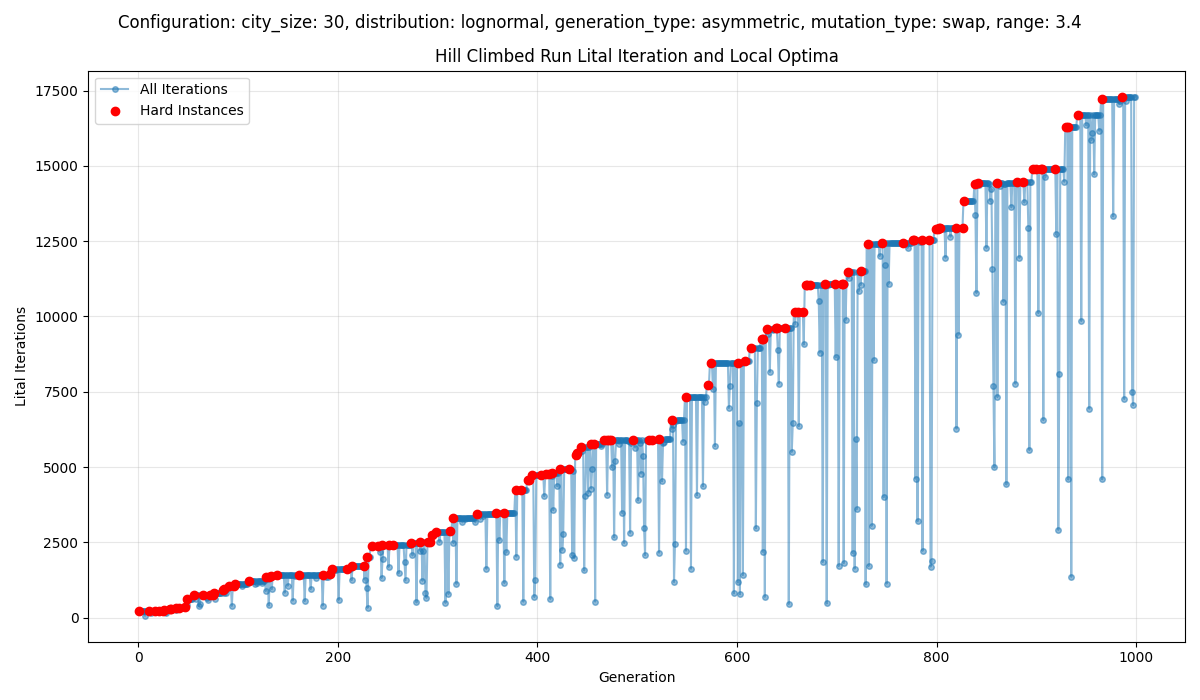 Configuration: city_size: 30, distribution: lognormal, generation_type: asymmetric, mutation_type: swap, range: 3.4
Hill Climbed Run Lital Iteration and Local Optima
All Iterations
Hard Instances
17500
15000
12500
10000
7500
5000
2500
0
Lital Iterations
0 200 400 600 800 1000
Generation